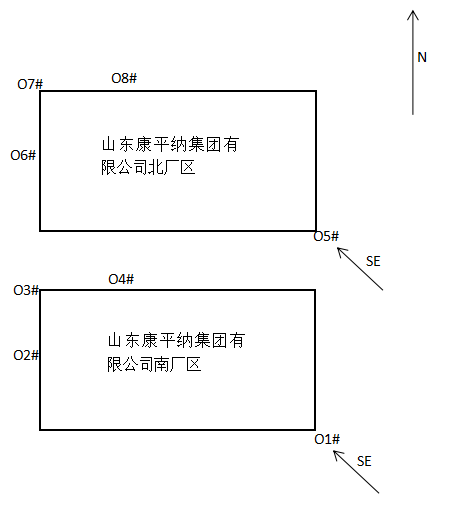 N
O7#
O8#
山东康平纳集团有
限公司北厂区
O6#
O5#
SE
O3#
O4#
山东康平纳集团有
限公司南厂区
O2#
O1#
SE